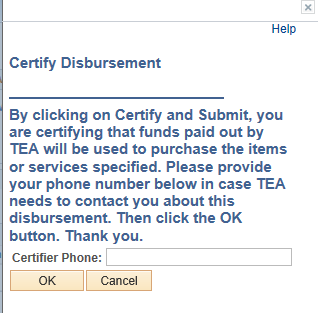 Help
Certify Disbursement
By clicking on Certify and Submit, you
are certifying that funds paid out by
TEA will be used to purchase the items
or services specified. Please provide
your phone number below in case TEA
needs to contact you about this
disbursement. Then click the OK
button. Thank you.
Certifier Phone:
OK Cancel